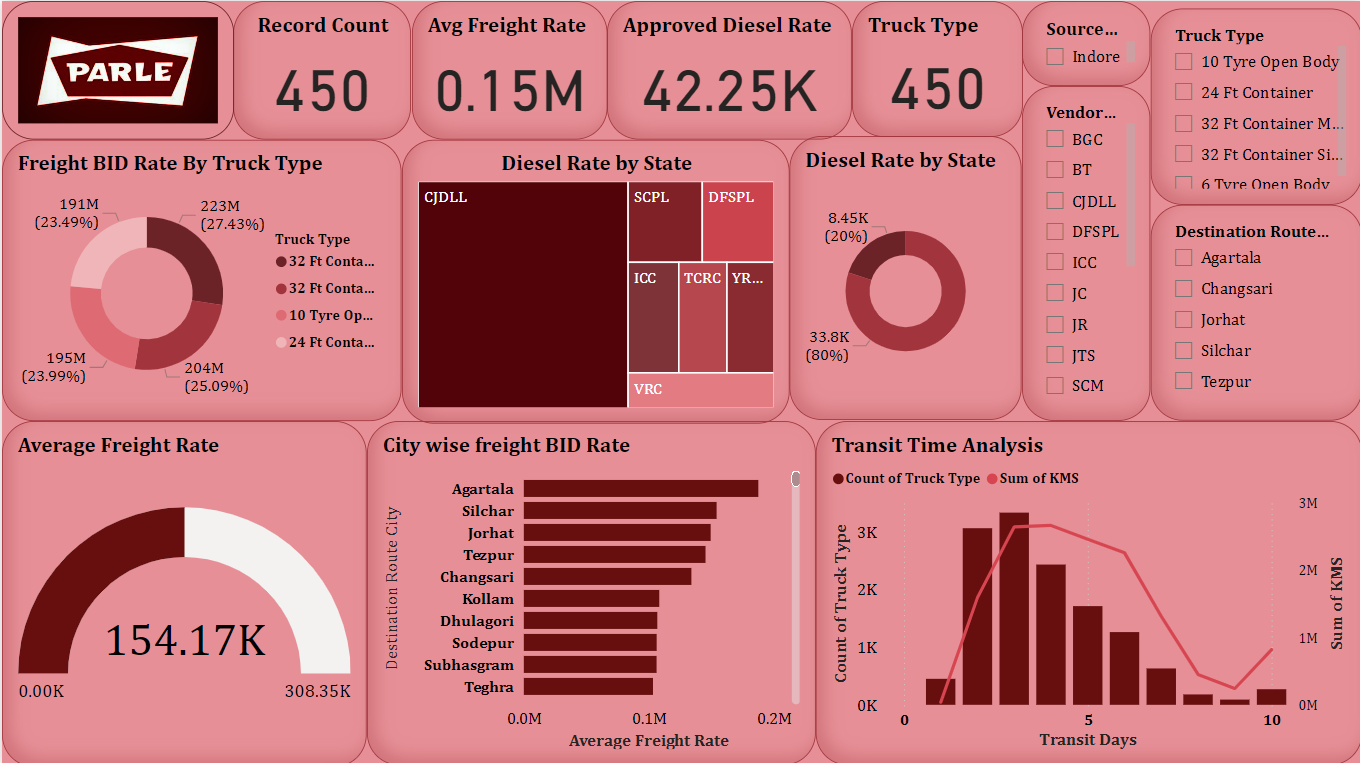 PARLE
Record Count
450
Avg Freight Rate
0.15M
Approved Diesel Rate
42.25K
Truck Type
450
Source...
Indore
Vendor...
BGC
BT
CJDLL
DFSPL
ICC
JC
JR
JTS
SCM
Truck Type
10 Tyre Open Body
24 Ft Container
32 Ft Container M...
32 Ft Container Si...
6 Tyre Open Body
Destination Route...
Agartala
Changsari
Jorhat
Silchar
Tezpur
Freight BID Rate By Truck Type
191M
(23.49%)
223M
(27.43%)
195M
(23.99%)
204M
(25.09%)
Truck Type
32 Ft Conta...
32 Ft Conta...
10 Tyre Op...
24 Ft Conta...
Diesel Rate by State
CJDLL
SCPL
DFSPL
ICC
TCRC
YR...
VRC
Diesel Rate by State
8.45K
(20%)
33.8K
(80%)
Average Freight Rate
154.17K
0.00K
308.35K
City wise freight BID Rate
Destination Route City
Agartala
Silchar
Jorhat
Tezpur
Changsari
Kollam
Dhulagori
Sodepur
Subhasgram
Teghra
0.0M 0.1M 0.2M
Average Freight Rate
Transit Time Analysis
Count of Truck Type Sum of KMS
Count of Truck Type
3K
2K
1K
0K
3M
2M
1M
0M
Sum of KMS
0 5 10
Transit Days